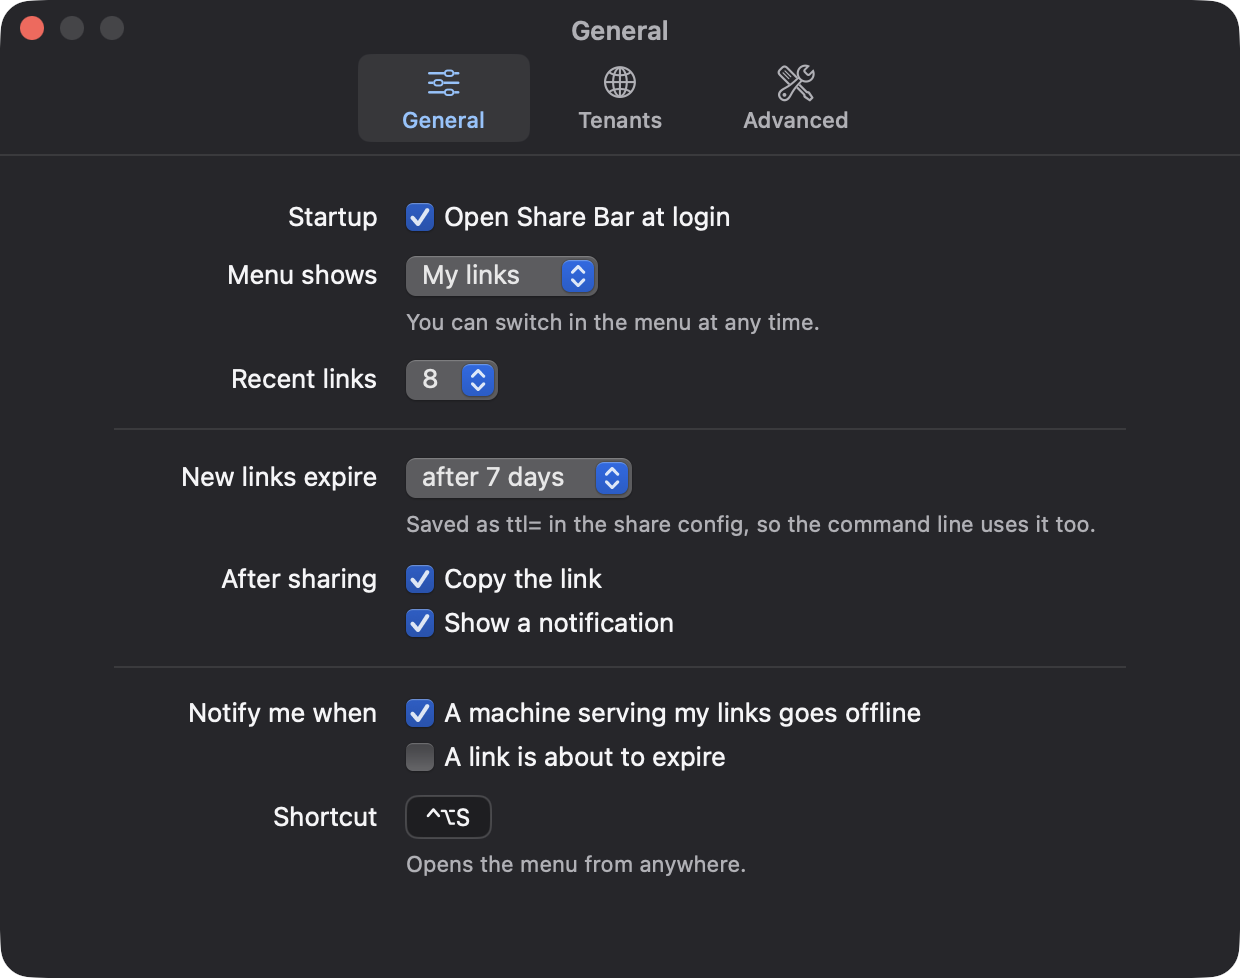 General
General
Tenants
Advanced
Startup
Open Share Bar at login
Menu shows
My links
You can switch in the menu at any time.
Recent links
8
New links expire
after 7 days
Saved as ttl= in the share config, so the command line uses it too.
After sharing
Copy the link
Show a notification
Notify me when
A machine serving my links goes offline
A link is about to expire
Shortcut
^⌥S
Opens the menu from anywhere.